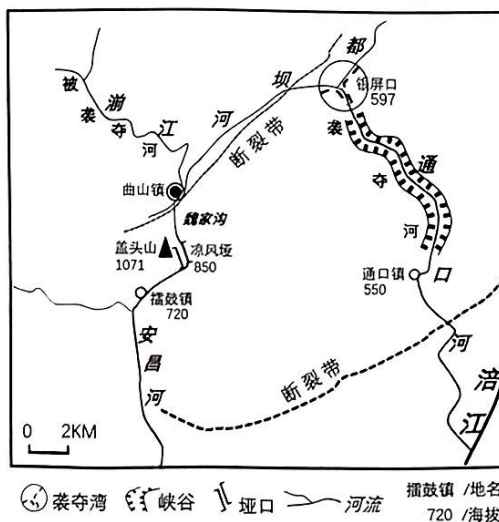 都坝河
597
湔江
被袭夺河
断裂带
袭夺河
通口河
曲山镇
魏家沟
盖头山
1071
凉风垭
850
通口镇
550
擂鼓镇
720
安昌河
断裂带
涪江
0 2KM
袭夺湾 峡谷 垭口 河流
擂鼓镇 /地名
720 /海拔